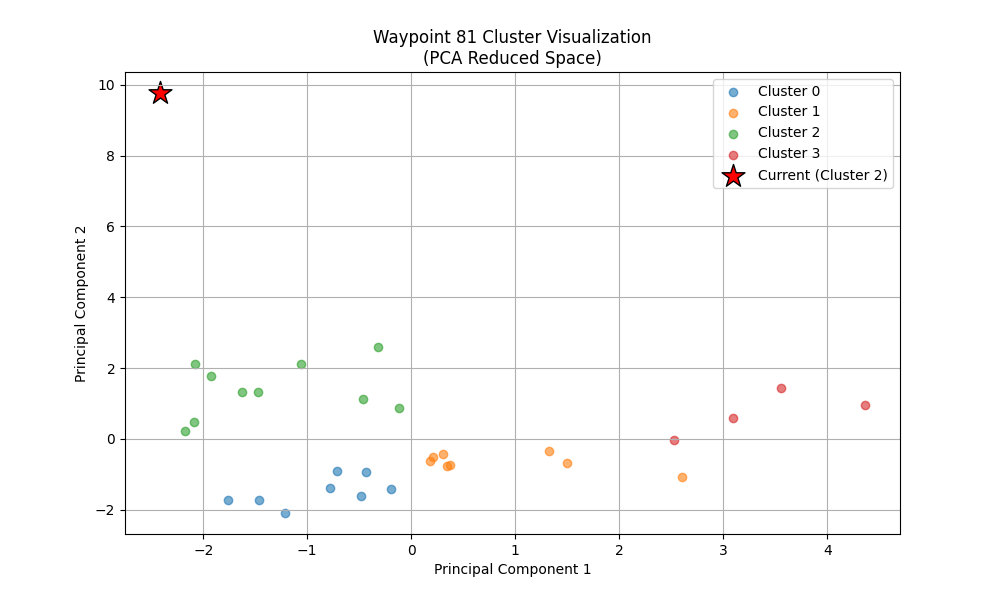 Waypoint 81 Cluster Visualization
(PCA Reduced Space)
Principal Component 2
10
8
6
4
2
0
−2
Cluster 0
Cluster 1
Cluster 2
Cluster 3
Current (Cluster 2)
−2
−1
0
1
2
3
4
Principal Component 1